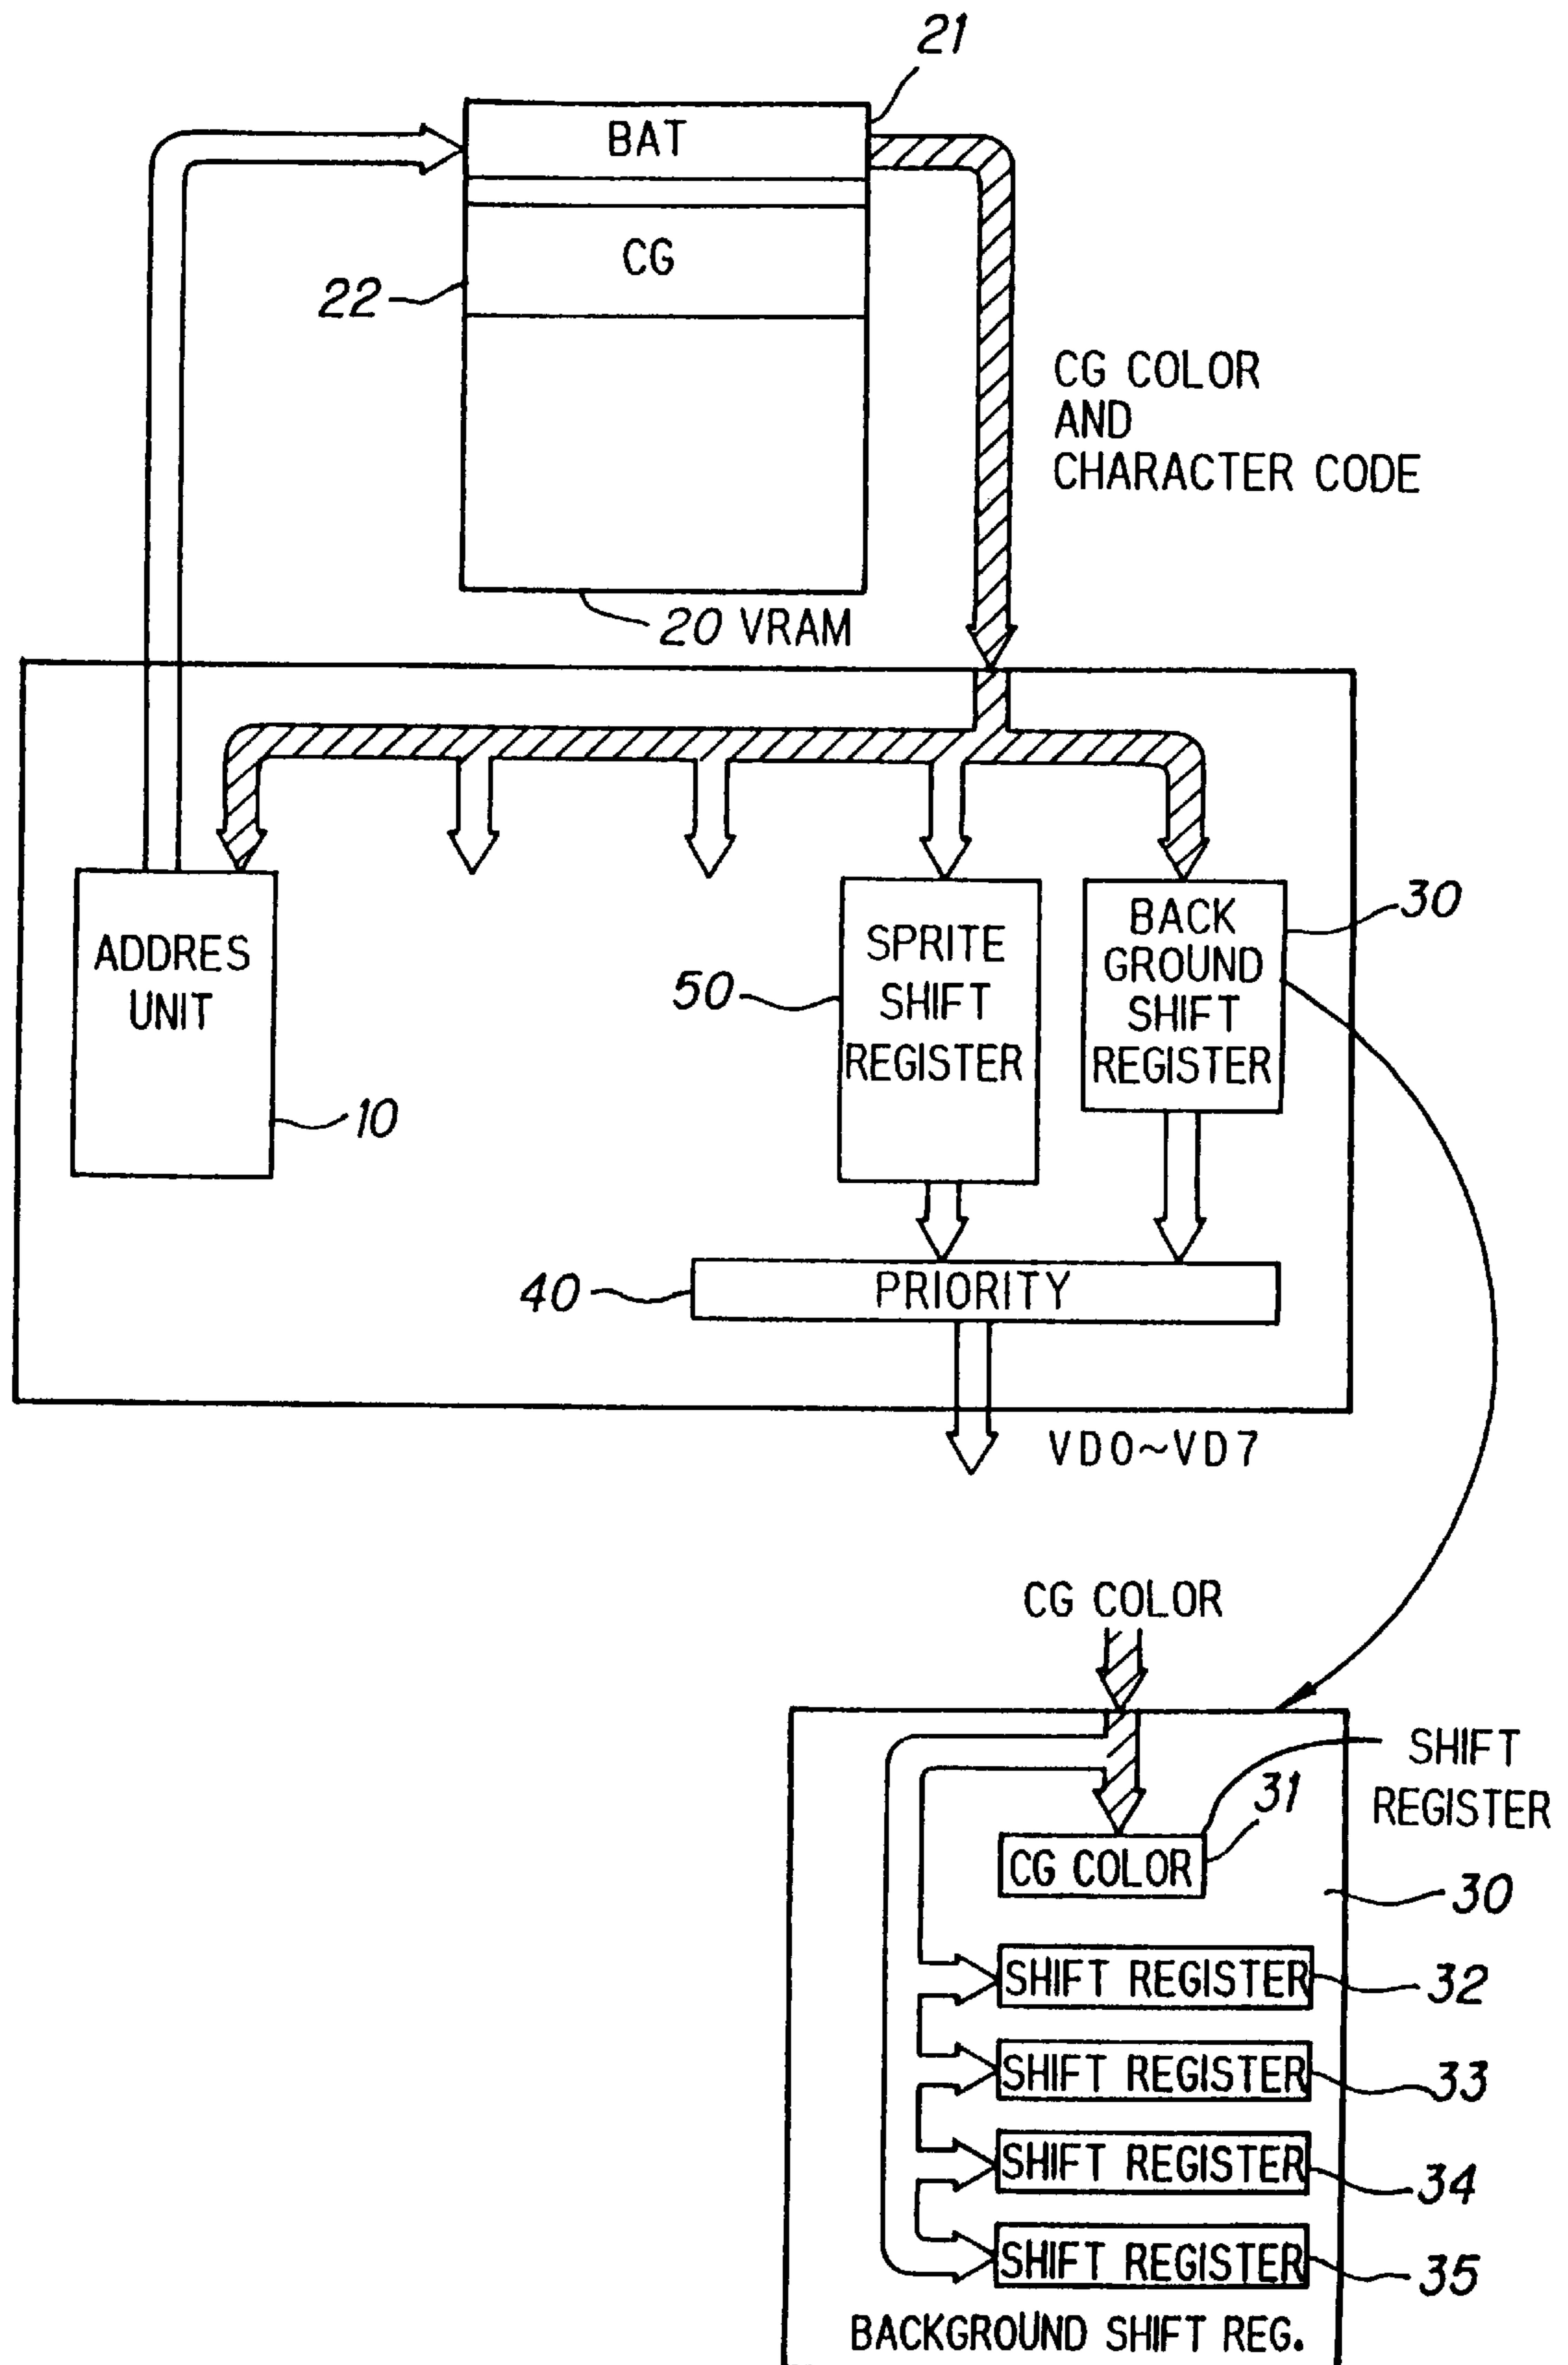 21
BAT
CG
22
CG COLOR
AND
CHARACTER CODE
20 VRAM
ADDRES
UNIT
10
SPRITE
SHIFT
REGISTER
50
BACK
GROUND
SHIFT
REGISTER
30
40
PRIORITY
VD0~VD7
CG COLOR
SHIFT
REGISTER
31
CG COLOR
30
SHIFT REGISTER
32
SHIFT REGISTER
33
SHIFT REGISTER
34
SHIFT REGISTER
35
BACKGROUND SHIFT REG.